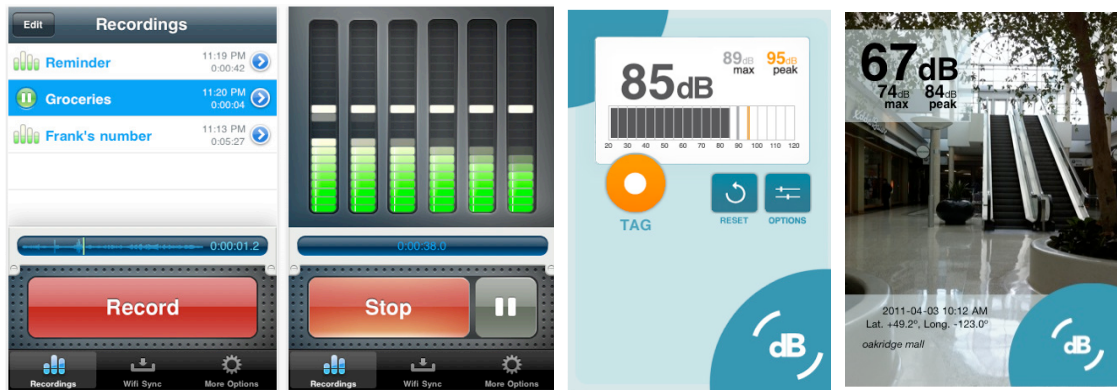 Edit
Recordings
Reminder
11:19 PM
0:00:42
Groceries
11:20 PM
0:00:04
Frank's number
11:13 PM
0:05:27
0:00:01.2
Record
Recordings
Wifi Sync
More Options
0:00:38.0
Stop
Recordings
Wifi Sync
More Options
85dB
89dB
max
95dB
peak
20 30 40 50 60 70 80 90 100 110 120
TAG
RESET
OPTIONS
dB
67dB
74dB
max
84dB
peak
2011-04-03 10:12 AM
Lat. +49.2º, Long. -123.0º
oakridge mall
dB